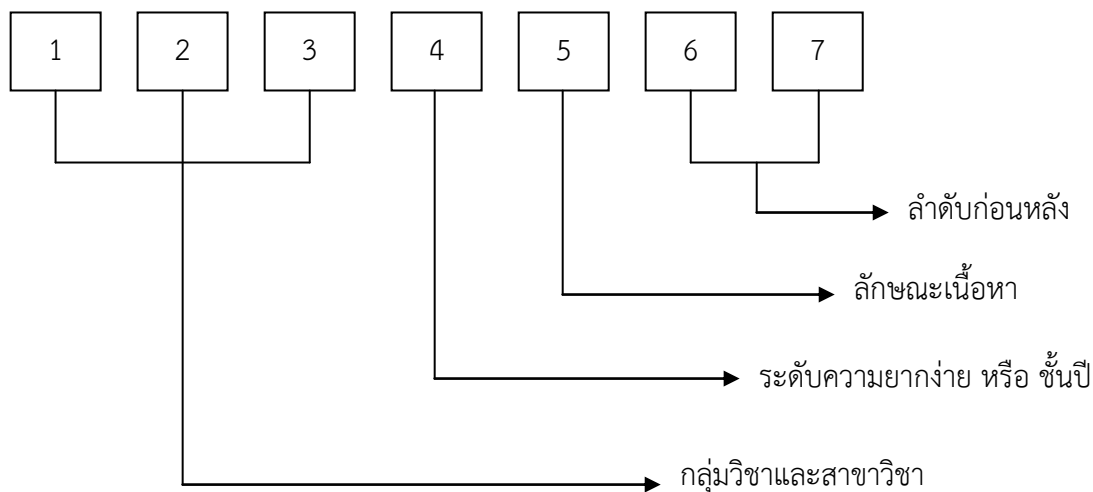 1 2 3 4 5 6 7
ลำดับก่อนหลัง
ลักษณะเนื้อหา
ระดับความยากง่าย หรือ ชั้นปี
กลุ่มวิชาและสาขาวิชา